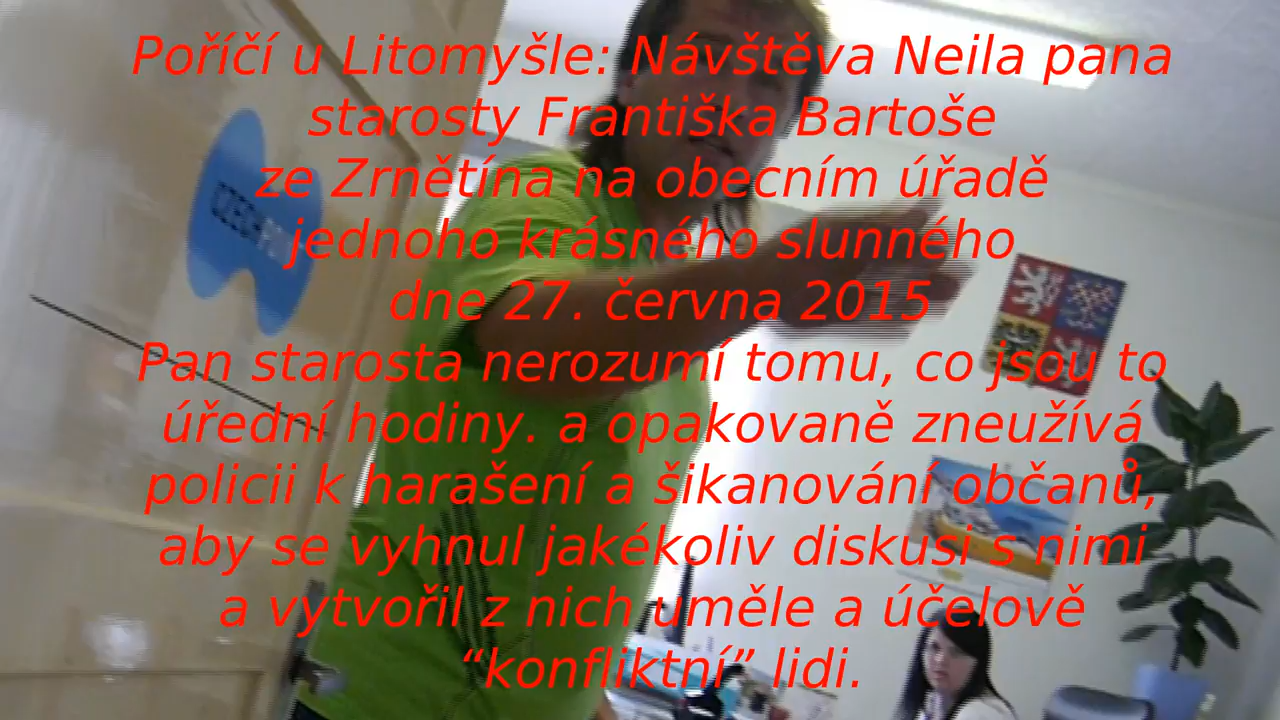 Poříčí u Litomyšle: Návštěva Neila pana
starosty Františka Bartoše
ze Zrnětína na obecním úřadě
jednoho krásného slunného
dne 27. června 2015
Pan starosta nerozumí tomu, co jsou to
úřední hodiny. a opakovaně zneužívá
policii k harašení a šikanování občanů,
aby se vyhnul jakékoliv diskusi s nimi
a vytvořil z nich uměle a účelově
“konfliktní” lidi.
CZECH POINT